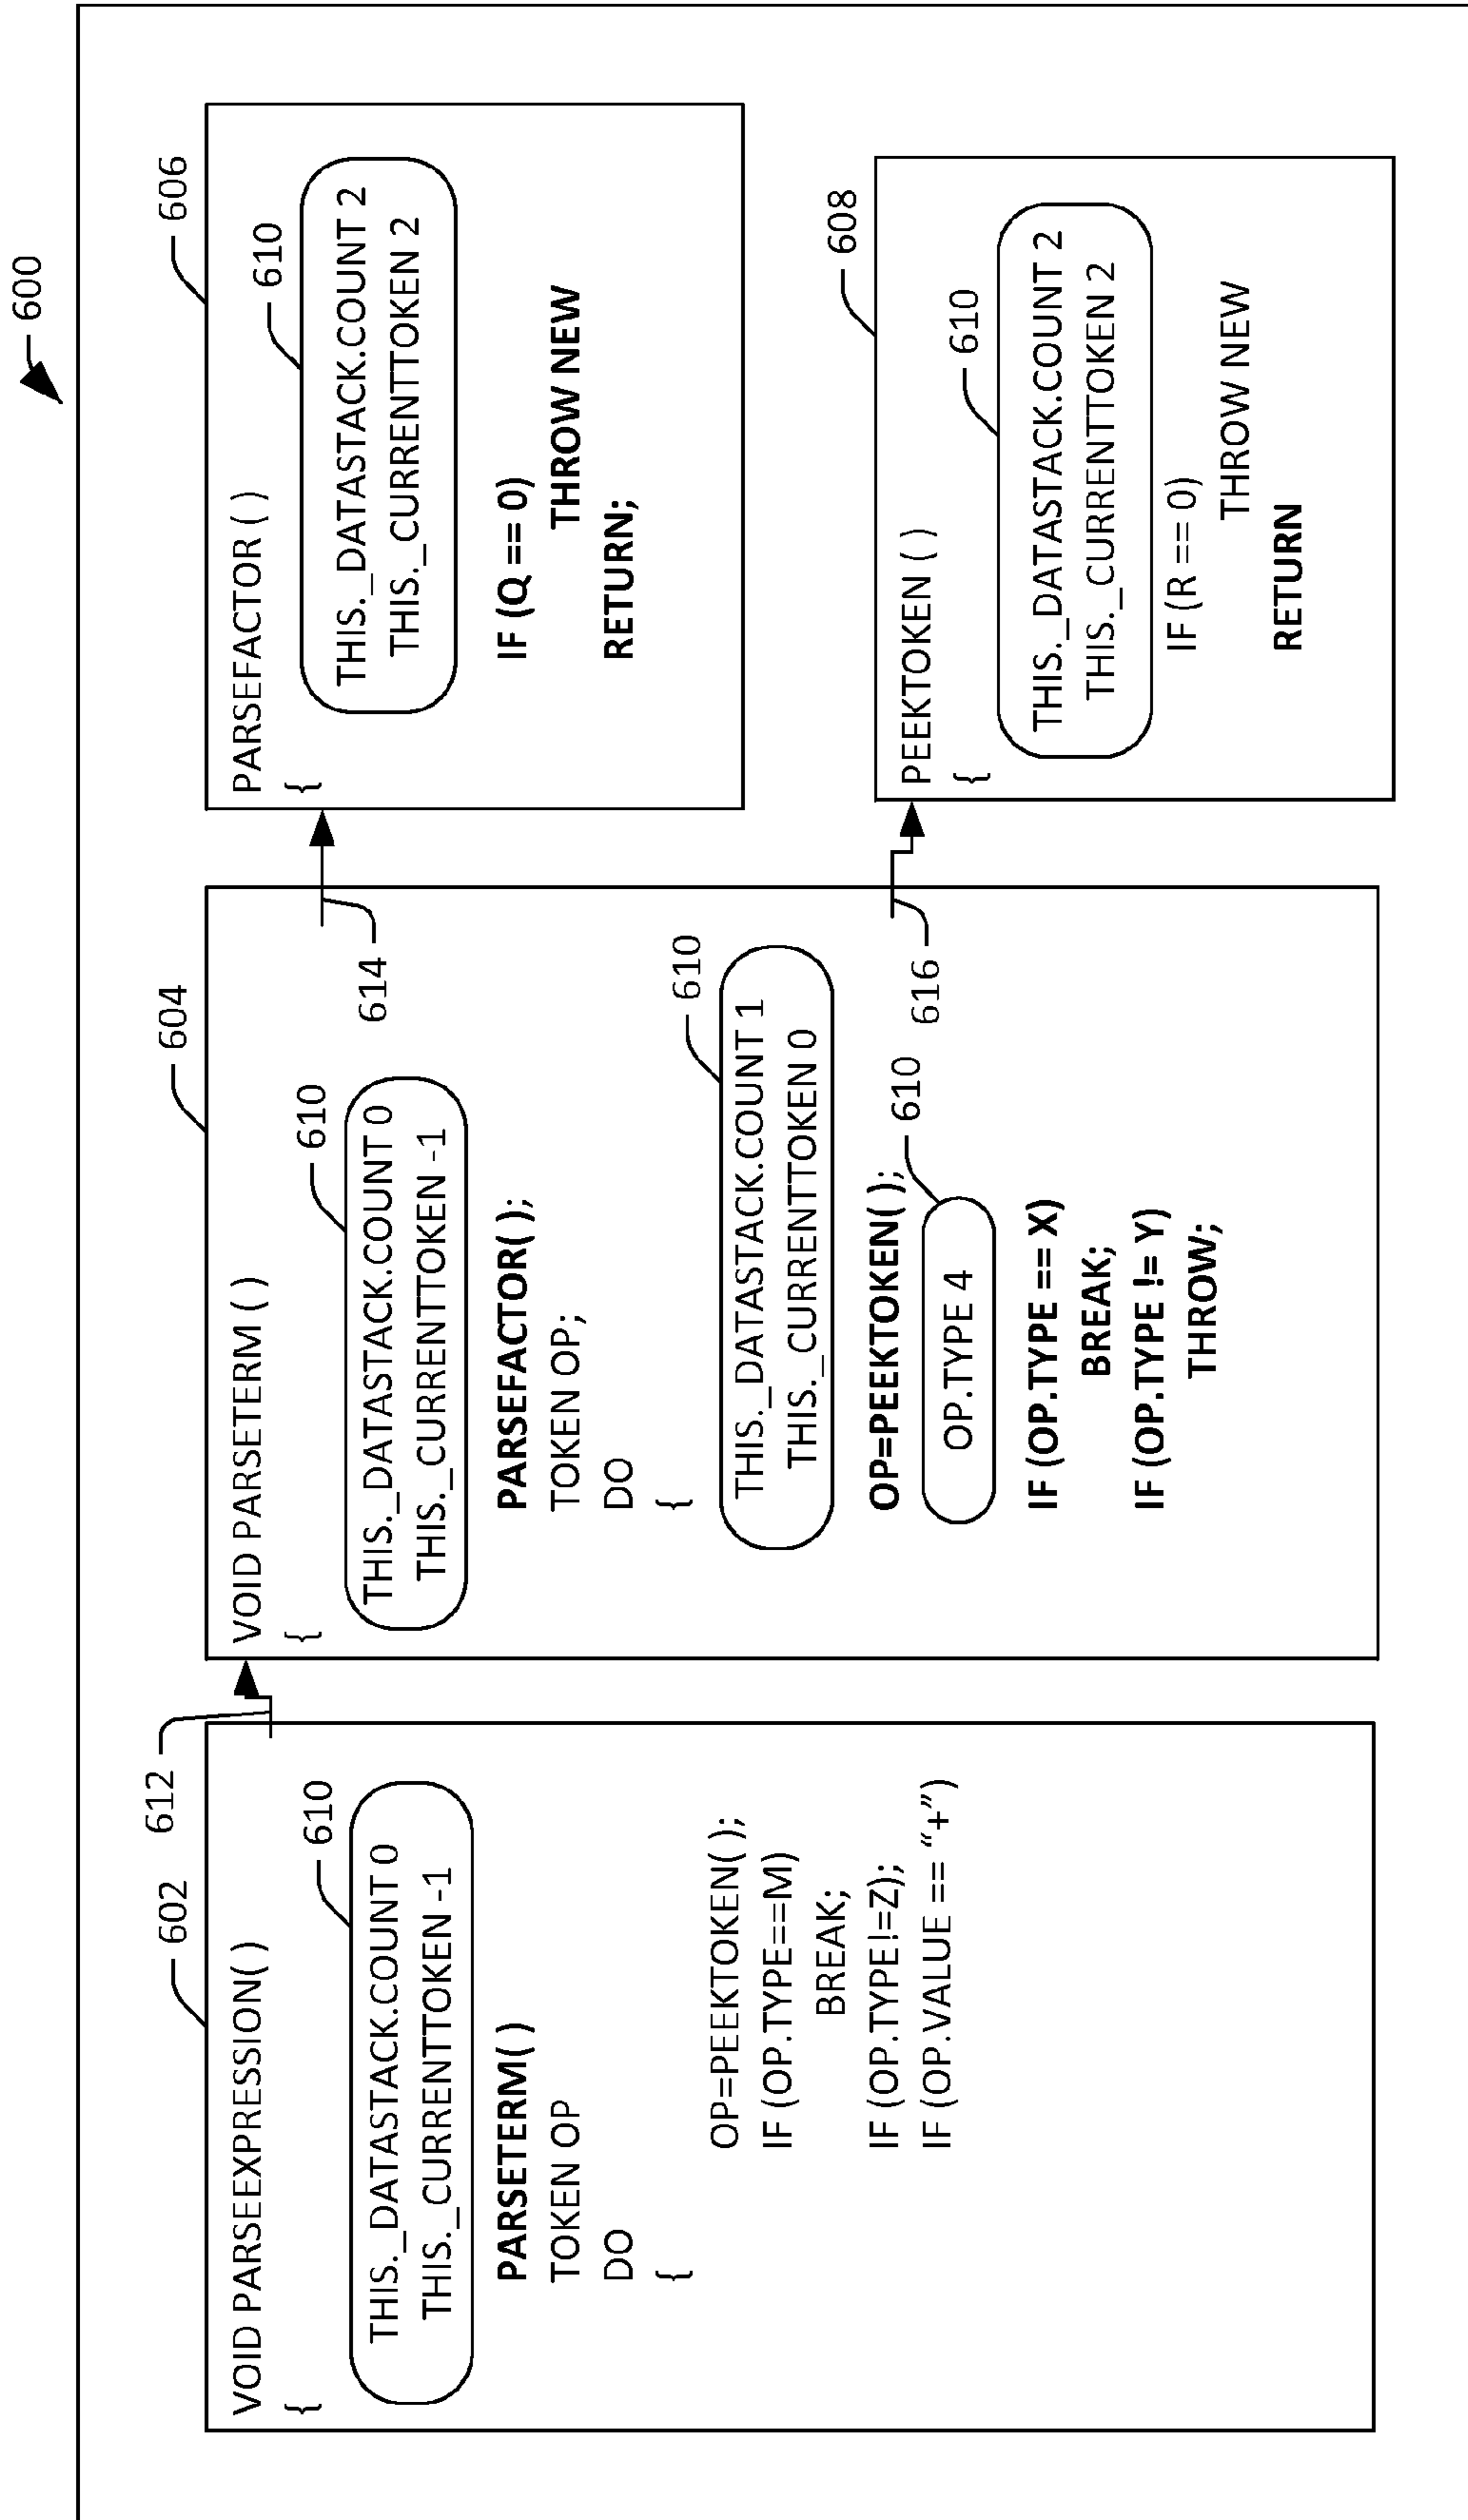 600
602
VOID PARSEEXPRESSION( )
{
610
THIS._DATASTACK.COUNT 0
THIS._CURRENTTOKEN -1
PARSETERM( )
TOKEN OP
DO
{
OP=PEEKTOKEN( );
IF (OP.TYPE==M)
BREAK;
IF (OP.TYPE!=Z);
IF (OP.VALUE == “+”)
612
604
VOID PARSETERM ( )
{
610
THIS._DATASTACK.COUNT 0
THIS._CURRENTTOKEN -1
614
PARSEFACTOR( );
TOKEN OP;
DO
{
610
THIS._DATASTACK.COUNT 1
THIS._CURRENTTOKEN 0
OP=PEEKTOKEN( );
610
616
OP.TYPE 4
IF (OP.TYPE == X)
BREAK;
IF (OP.TYPE != Y)
THROW;
606
PARSEFACTOR ( )
{
610
THIS._DATASTACK.COUNT 2
THIS._CURRENTTOKEN 2
IF (Q == 0)
THROW NEW
RETURN;
608
PEEKTOKEN ( )
{
610
THIS._DATASTACK.COUNT 2
THIS._CURRENTTOKEN 2
IF (R == 0)
THROW NEW
RETURN